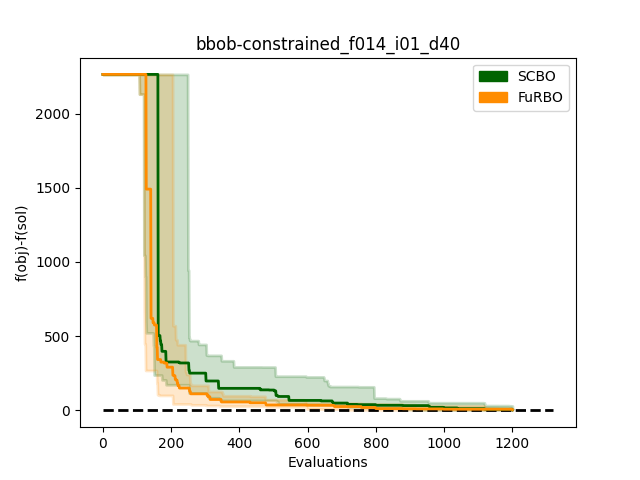 bbob-constrained_f014_i01_d40
SCBO
FuRBO
2000
1500
1000
500
0
f(obj)-f(sol)
0 200 400 600 800 1000 1200
Evaluations